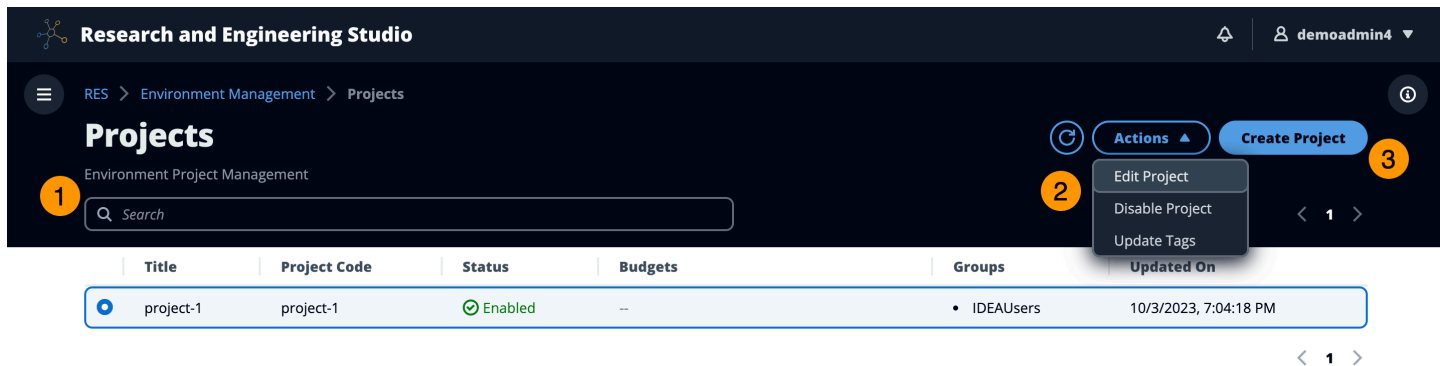 Research and Engineering Studio
demoadmin4
RES > Environment Management > Projects
Projects
Actions
Create Project
3
Environment Project Management
1
2
Edit Project
Search
Disable Project
< 1 >
Update Tags
Title Project Code Status Budgets Groups Updated On
project-1 project-1 Enabled -- • IDEAUsers 10/3/2023, 7:04:18 PM
< 1 >